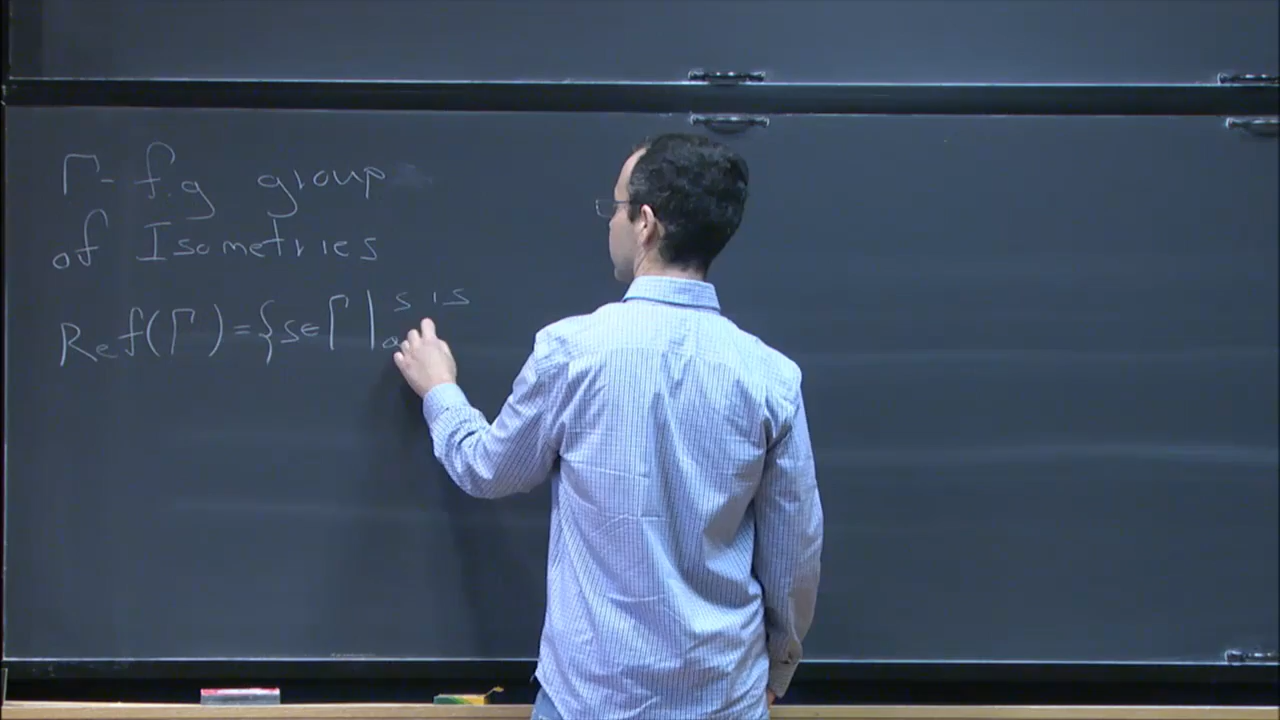 Γ - f.g group
of Isometries
Ref(Γ) = {s∈Γ | s is
a